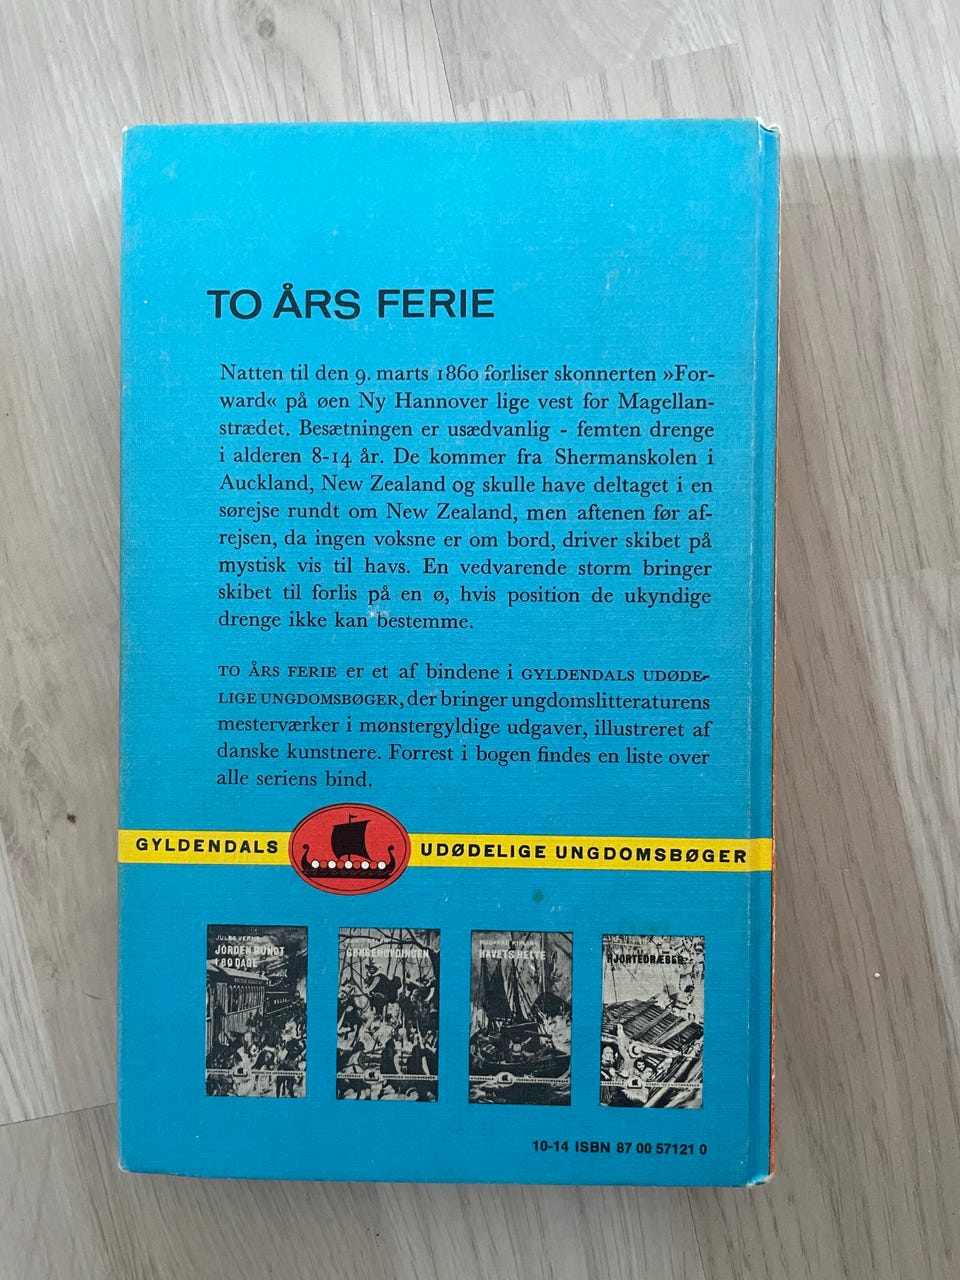 TO ÅRS FERIE
Natten til den 9. marts 1860 forliser skonnerten »For-
ward« på øen Ny Hannover lige vest for Magellan-
strædet. Besætningen er usædvanlig - femten drenge
i alderen 8-14 år. De kommer fra Shermanskolen i
Auckland, New Zealand og skulle have deltaget i en
sørejse rundt om New Zealand, men aftenen før af-
rejsen, da ingen voksne er om bord, driver skibet på
mystisk vis til havs. En vedvarende storm bringer
skibet til forlis på en ø, hvis position de ukyndige
drenge ikke kan bestemme.
TO ÅRS FERIE er et af bindene i GYLDENDALS UDØDE-
LIGE UNGDOMSBØGER, der bringer ungdomslitteraturens
mesterværker i mønstergyldige udgaver, illustreret af
danske kunstnere. Forrest i bogen findes en liste over
alle seriens bind.
GYLDENDALS UDØDELIGE UNGDOMSBØGER
JULES VERNE
JORDEN RUNDT
I 80 DAGE
RUDYARD KIPLING
HAVETS HELTE
HJORTEDRÆBER
10-14 ISBN 87 00 57121 0